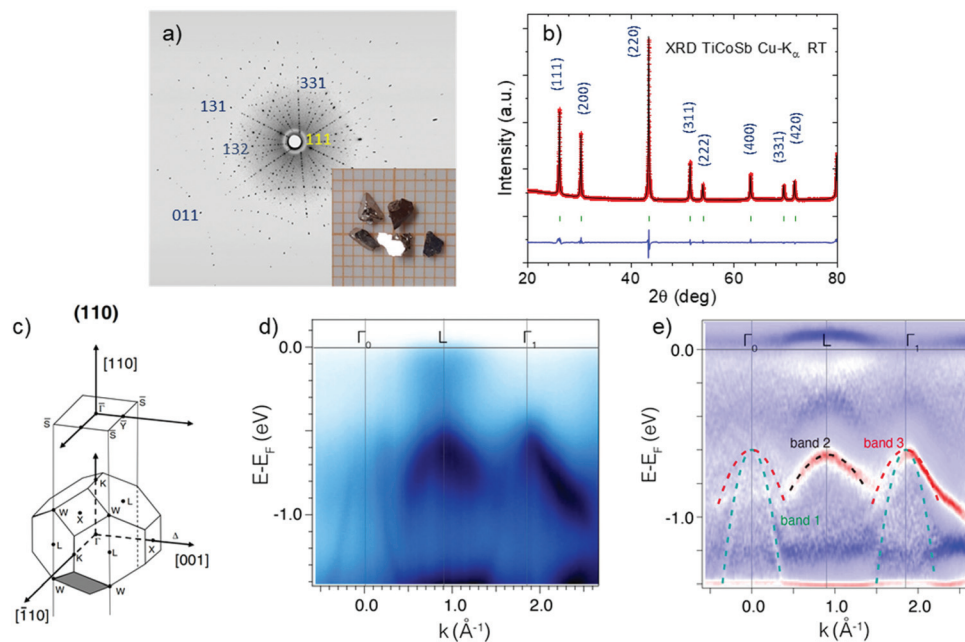 a)
331
131
111
132
011
b)
XRD TiCoSb Cu-Kα RT
Intensity (a.u.)
(111)
(200)
(220)
(311)
(222)
(400)
(331)
(420)
20 40 60 80
2θ (deg)
c)
(110)
[110]
S̄
Γ̄
S̄
Ȳ
S̄
K
W
L
X
W
Γ
Δ
L
L
X
K
[001]
W
W
[1̄10]
d)
Γ0 L Γ1
0.0
-1.0
E-EF (eV)
0.0 1.0 2.0
k (Å-1)
e)
Γ0 L Γ1
0.0
-1.0
E-EF (eV)
band 2
band 3
band 1
0.0 1.0 2.0
k (Å-1)